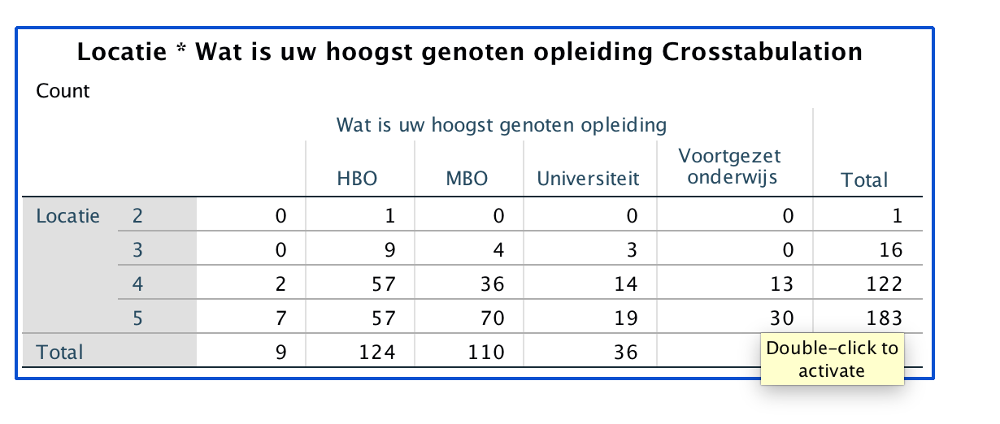 Locatie * Wat is uw hoogst genoten opleiding Crosstabulation
Count
Wat is uw hoogst genoten opleiding
HBO MBO Universiteit Voortgezet onderwijs Total
Locatie 2 0 1 0 0 0 1
3 0 9 4 3 0 16
4 2 57 36 14 13 122
5 7 57 70 19 30 183
Total 9 124 110 36
Double-click to
activate